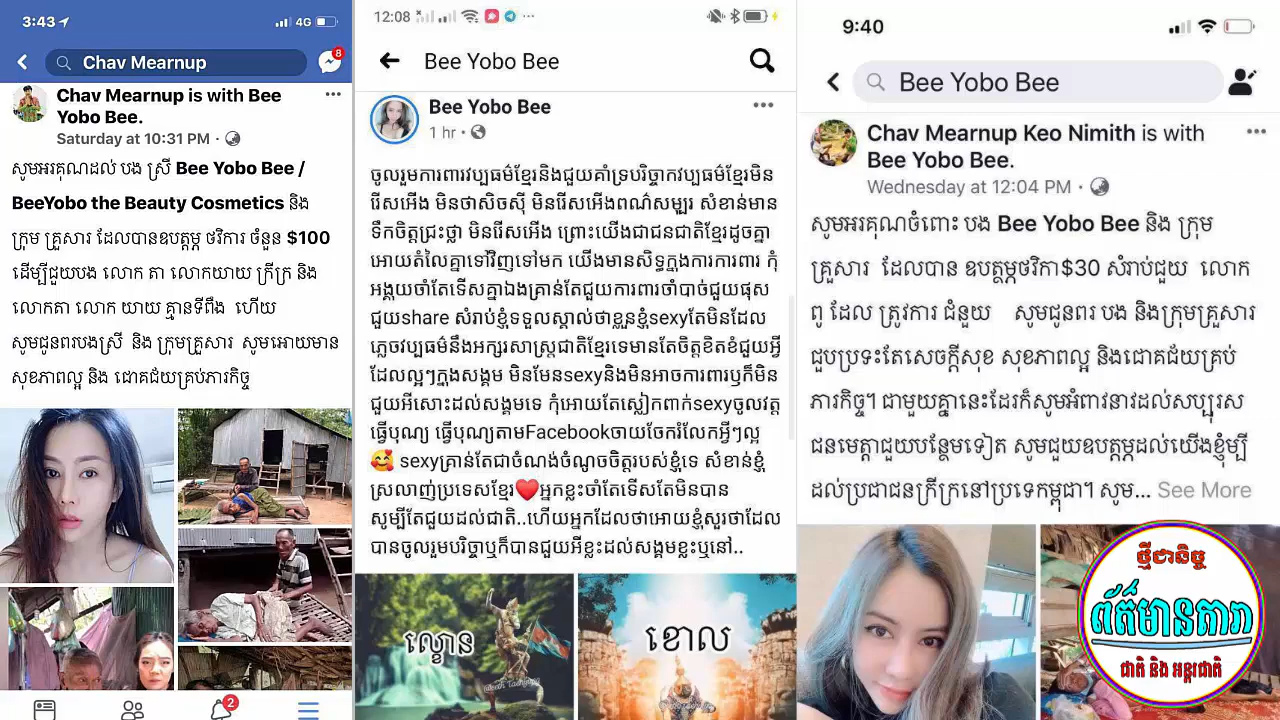 3:43
4G
Chav Mearnup
8
Chav Mearnup is with Bee
Yobo Bee.
Saturday at 10:31 PM ·
សូមអរគុណដល់ បង ស្រី Bee Yobo Bee /
BeeYobo the Beauty Cosmetics និង
ក្រុម គ្រួសារ ដែលបានឧបត្តម្ភ ថវិការ ចំនួន $100
ដើម្បីជួយបង លោក តា លោកយាយ ក្រីក្រ និង
លោកតា លោក យាយ គ្មានទីពឹង ហើយ
សូមជូនពរបងស្រី និង ក្រុមគ្រួសារ សូមអោយមាន
សុខភាពល្អ និង ជោគជ័យគ្រប់ភារកិច្ច
2
12:08
Bee Yobo Bee
Bee Yobo Bee
1 hr ·
ចូលរួមការពារវប្បធម៌ខ្មែរនិងជួយគាំទ្របរិច្ចាកវប្បធម៌ខ្មែរមិន
រើសអើង មិនថាសិចស៊ី មិនរើសអើងពណ៌សម្បុរ សំខាន់មាន
ទឹកចិត្តជ្រះថ្លា មិនរើសអើង ព្រោះយើងជាជនជាតិខ្មែរដូចគ្នា
អោយតំលៃគ្នាទៅវិញទៅមក យើងមានសិទ្ធក្នុងការការពារ កុំ
អង្គុយចាំតែទើសគ្នាឯងគ្រាន់តែជួយការពារចាំបាច់ជួយផុស
ជួយshare សំរាប់ខ្ញុំទទួលស្គាល់ថាខ្លួនខ្ញុំsexyតែមិនដែល
ភ្លេចវប្បធម៌នឹងអក្សរសាស្ត្រជាតិខ្មែរទេមានតែចិត្តខិតខំជួយអ្វី
ដែលល្អៗក្នុងសង្គម មិនមែនsexyនិងមិនអាចការពារឫក៏មិន
ជួយអីសោះដល់សង្គមទេ កុំអោយតែស្លៀកពាក់sexyចូលវត្ត
ធ្វើបុណ្យ ធ្វើបុណ្យតាមFacebookចាយចែករំលែកអ្វីៗល្អ
🥰 sexyគ្រាន់តែជាចំណង់ចំណូចចិត្តរបស់ខ្ញុំទេ សំខាន់ខ្ញុំ
ស្រលាញ់ប្រទេសខ្មែរ❤️អ្នកខ្លះចាំតែទើសតែមិនបាន
សូម្បីតែជួយដល់ជាតិ..ហើយអ្នកដែលថាអោយខ្ញុំសួរថាដែល
បានចូលរួមបរិច្ចាឬក៏បានជួយអីខ្លះដល់សង្គមខ្លះឬនៅ..
ល្ខោន
ខោល
9:40
Bee Yobo Bee
Chav Mearnup Keo Nimith is with
Bee Yobo Bee.
Wednesday at 12:04 PM ·
សូមអរគុណចំពោះ បង Bee Yobo Bee និង ក្រុម
គ្រួសារ ដែលបាន ឧបត្ថម្ភថវិកា$30 សំរាប់ជួយ លោក
ពូ ដែល ត្រូវការ ជំនួយ សូមជូនពរ បង និងក្រុមគ្រួសារ
ជួបប្រទះតែសេចក្ដីសុខ សុខភាពល្អ និងជោគជ័យគ្រប់
ភារកិច្ច។ ជាមួយគ្នានេះដែរក៏សូមអំពាវនាវដល់សប្បុរស
ជនមេត្តាជួយបន្ថែមទៀត សូមជួយឧបត្ថម្ភដល់យើងខ្ញុំម្បី
ដល់ប្រជាជនក្រីក្រនៅប្រទេកម្ពុជា។ សូម... See More
ថ្មីជានិច្ច
ព័ត៌មានតារា
ជាតិ និង អន្តរជាតិ